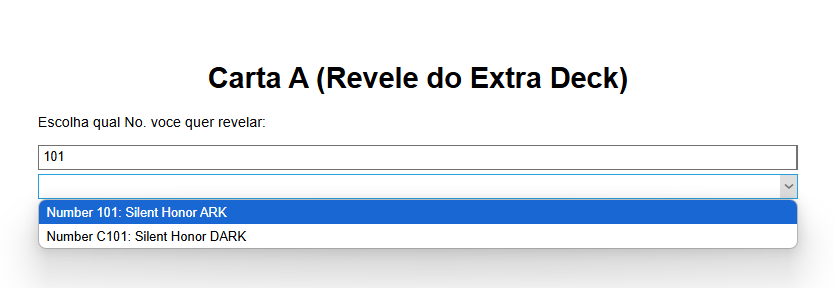 Carta A (Revele do Extra Deck)
Escolha qual No. voce quer revelar:
101
Number 101: Silent Honor ARK
Number C101: Silent Honor DARK